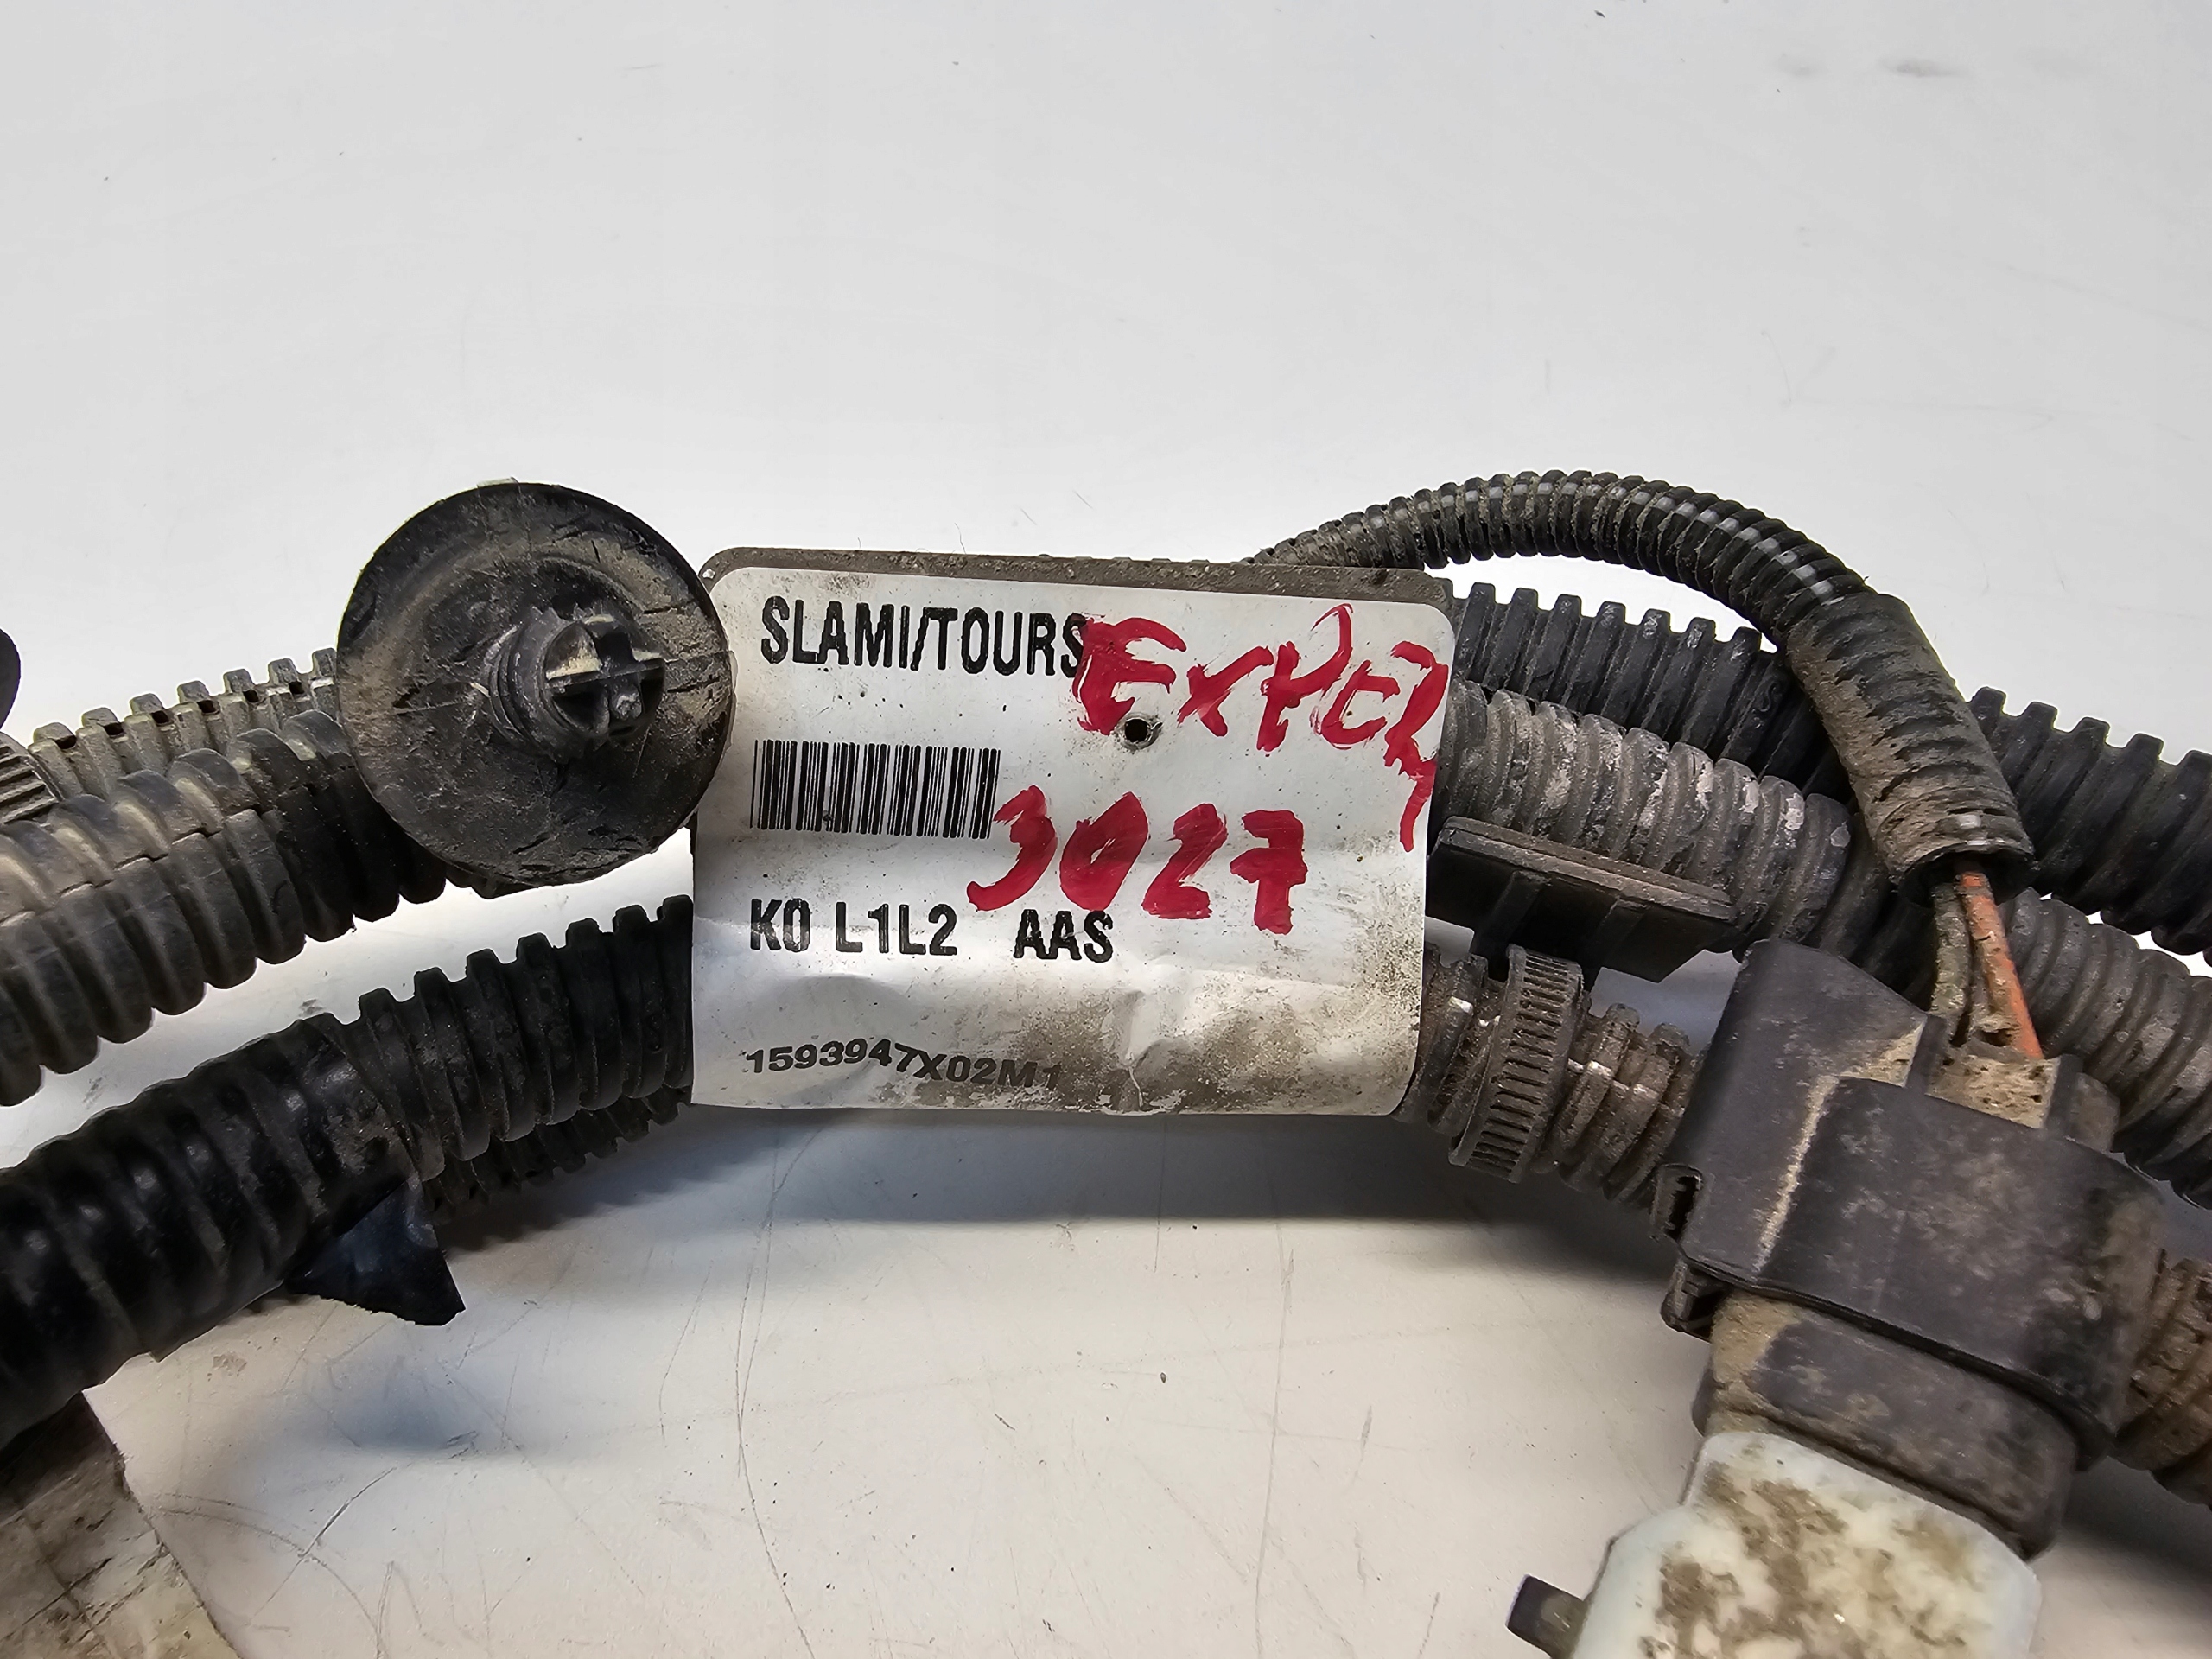 SLAMI/TOURS
Expert
3027
K0 L1L2 AAS
1593947X02M1